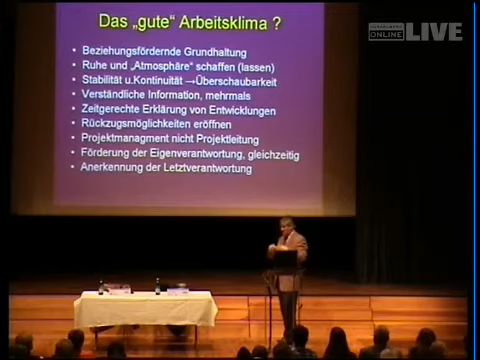 Das „gute“ Arbeitsklima ?
• Beziehungsfördernde Grundhaltung
• Ruhe und „Atmosphäre“ schaffen (lassen)
• Stabilität u.Kontinuität →Überschaubarkeit
• Verständliche Information, mehrmals
• Zeitgerechte Erklärung von Entwicklungen
• Rückzugsmöglichkeiten eröffnen
• Projektmanagment nicht Projektleitung
• Förderung der Eigenverantwortung, gleichzeitig
• Anerkennung der Letztverantwortung
ONLINE LIVE